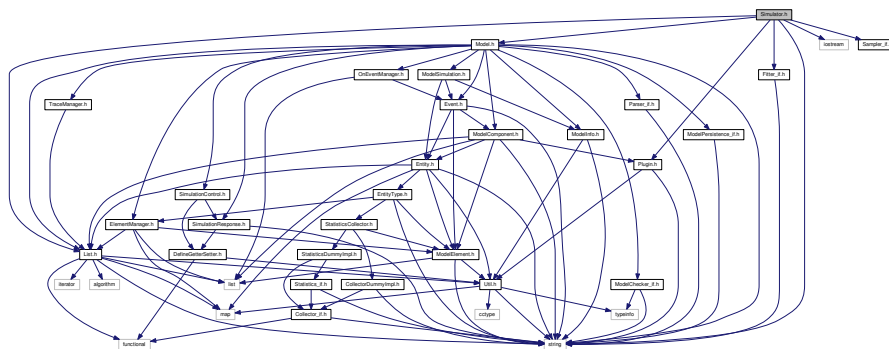 Simulator.h
Model.h
iostream
Sampler_if.
OnEventManager.h
ModelSimulation.h
Fitter_if.h
TraceManager.h
Event.h
Parser_if.h
ModelComponent.h
ModelInfo.h
ModelPersistence_if.h
Entity.h
Plugin.h
SimulationControl.h
EntityType.h
ElementManager.h
SimulationResponse.h
StatisticsCollector.h
List.h
DefineGetterSetter.h
StatisticsDummyImpl.h
ModelElement.h
iterator
algorithm
list
Statistics_if.h
CollectorDummyImpl.h
Util.h
ModelChecker_if.h
map
Collector_if.h
cctype
typeinfo
functional
string